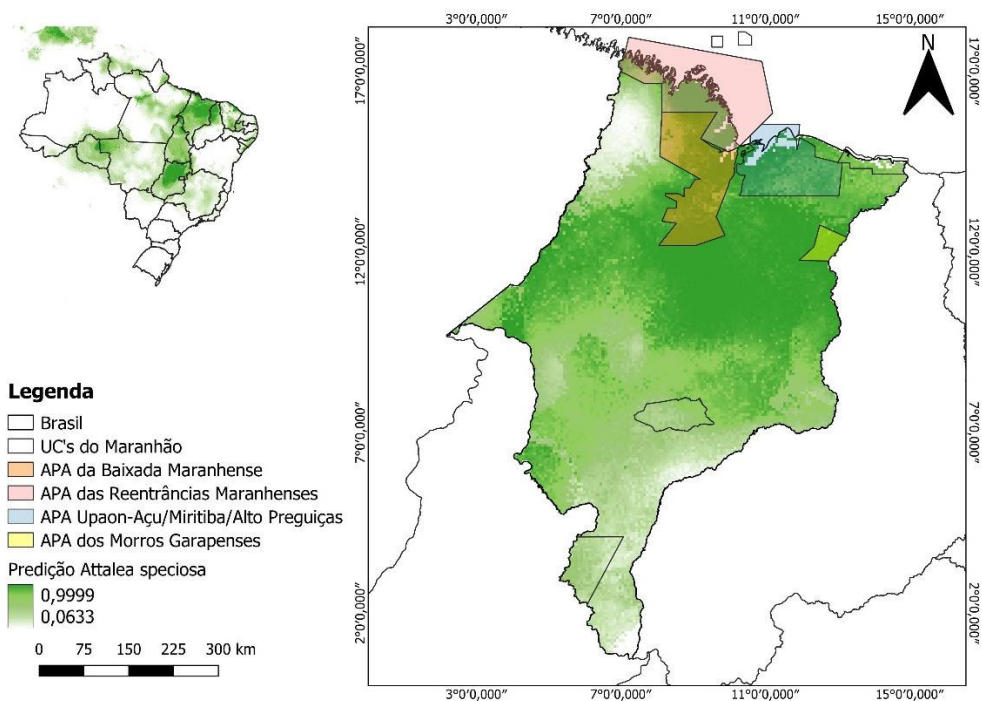 3°0′0,000″ 7°0′0,000″ 11°0′0,000″ 15°0′0,000″
N
17°0′0,000″ 17°0′0,000″
12°0′0,000″ 12°0′0,000″
7°0′0,000″ 7°0′0,000″
2°0′0,000″ 2°0′0,000″
3°0′0,000″ 7°0′0,000″ 11°0′0,000″ 15°0′0,000″
Legenda
Brasil
UC's do Maranhão
APA da Baixada Maranhense
APA das Reentrâncias Maranhenses
APA Upaon-Açu/Miritiba/Alto Preguiças
APA dos Morros Garapenses
Predição Attalea speciosa
0,9999
0,0633
0 75 150 225 300 km